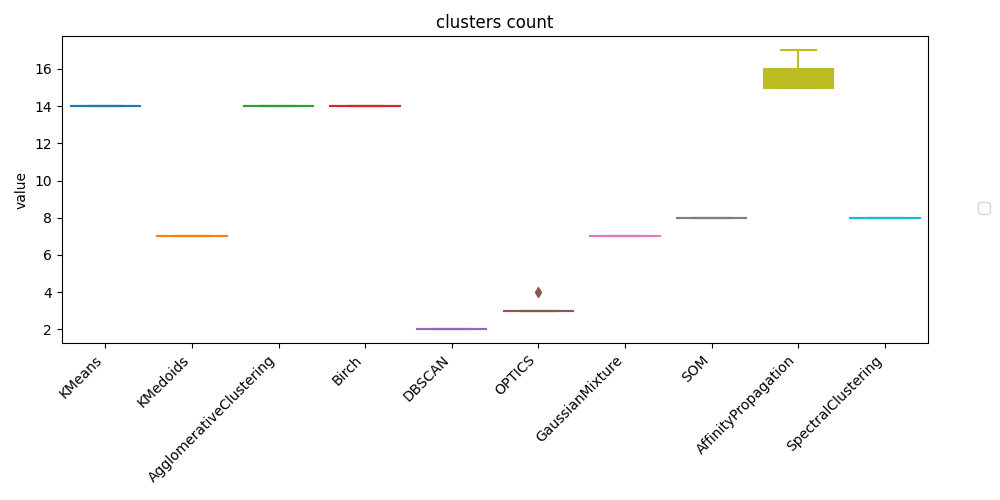 clusters count
value
16
14
12
10
8
6
4
2
KMeans
KMedoids
AgglomerativeClustering
Birch
DBSCAN
OPTICS
GaussianMixture
SOM
AffinityPropagation
SpectralClustering